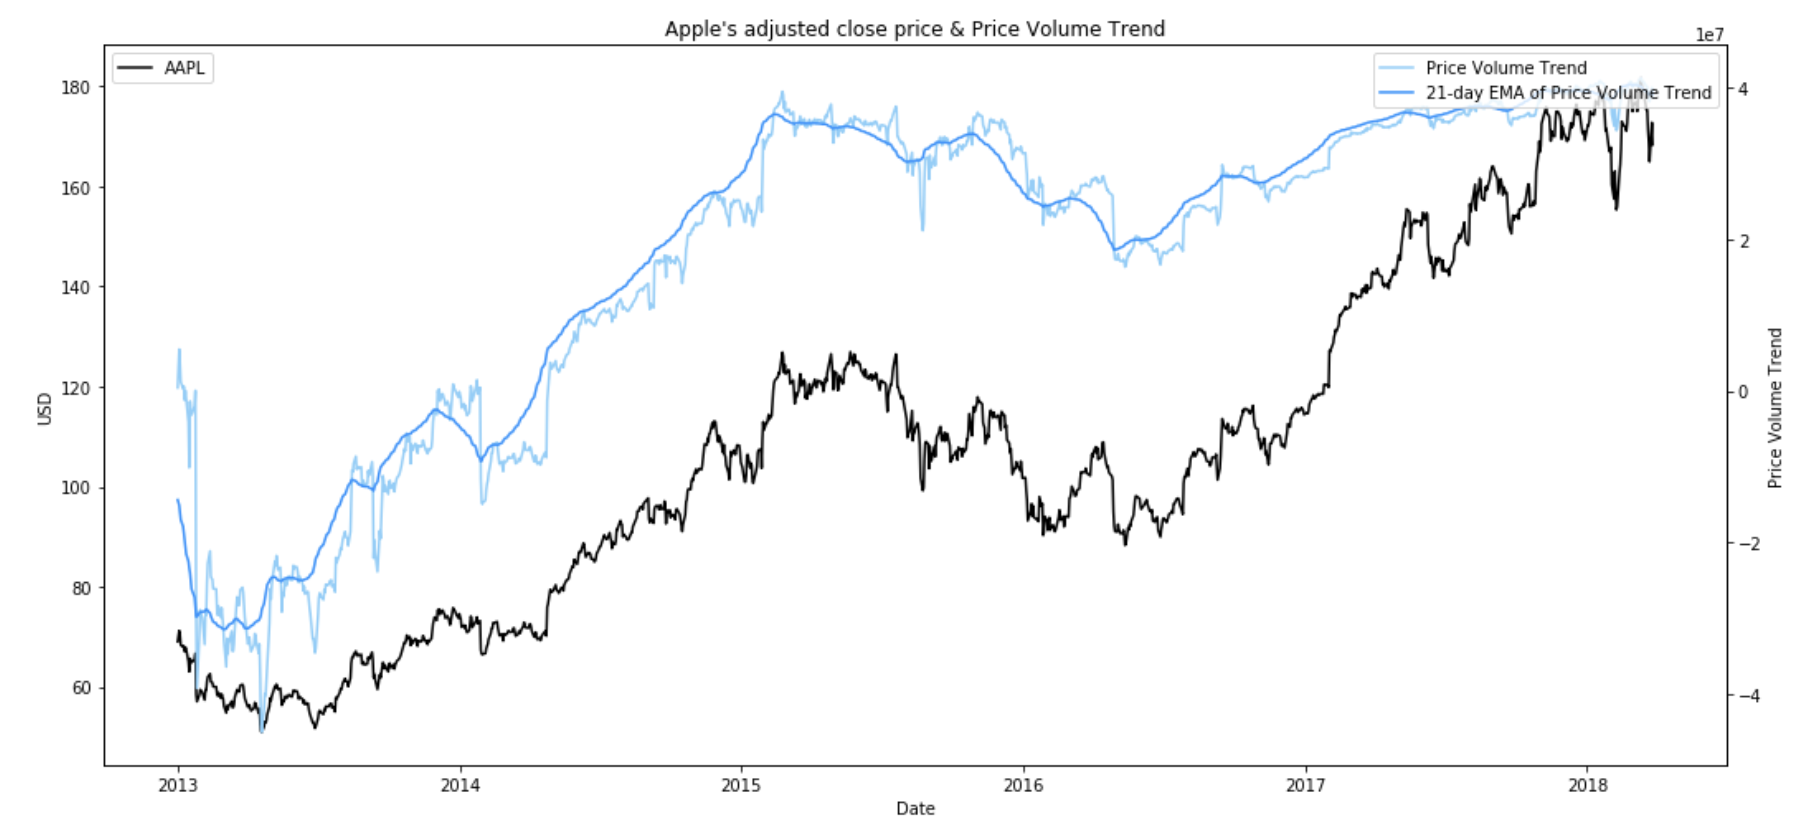 Apple's adjusted close price & Price Volume Trend
1e7
AAPL
Price Volume Trend
21-day EMA of Price Volume Trend
180
160
140
120
100
80
60
USD
4
2
0
−2
−4
Price Volume Trend
2013 2014 2015 2016 2017 2018
Date